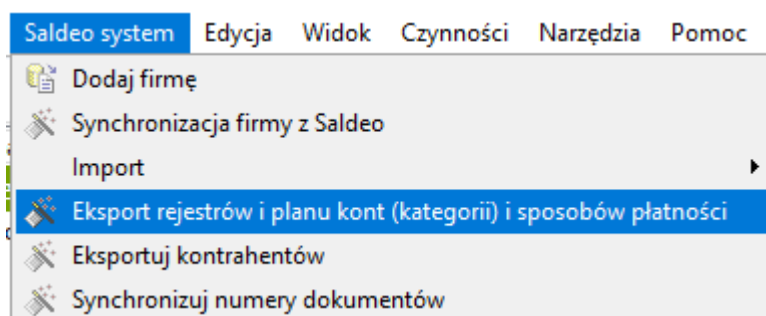 Saldeo system Edycja Widok Czynności Narzędzia Pomoc
Dodaj firmę
Synchronizacja firmy z Saldeo
Import
Eksport rejestrów i planu kont (kategorii) i sposobów płatności
Eksportuj kontrahentów
Synchronizuj numery dokumentów